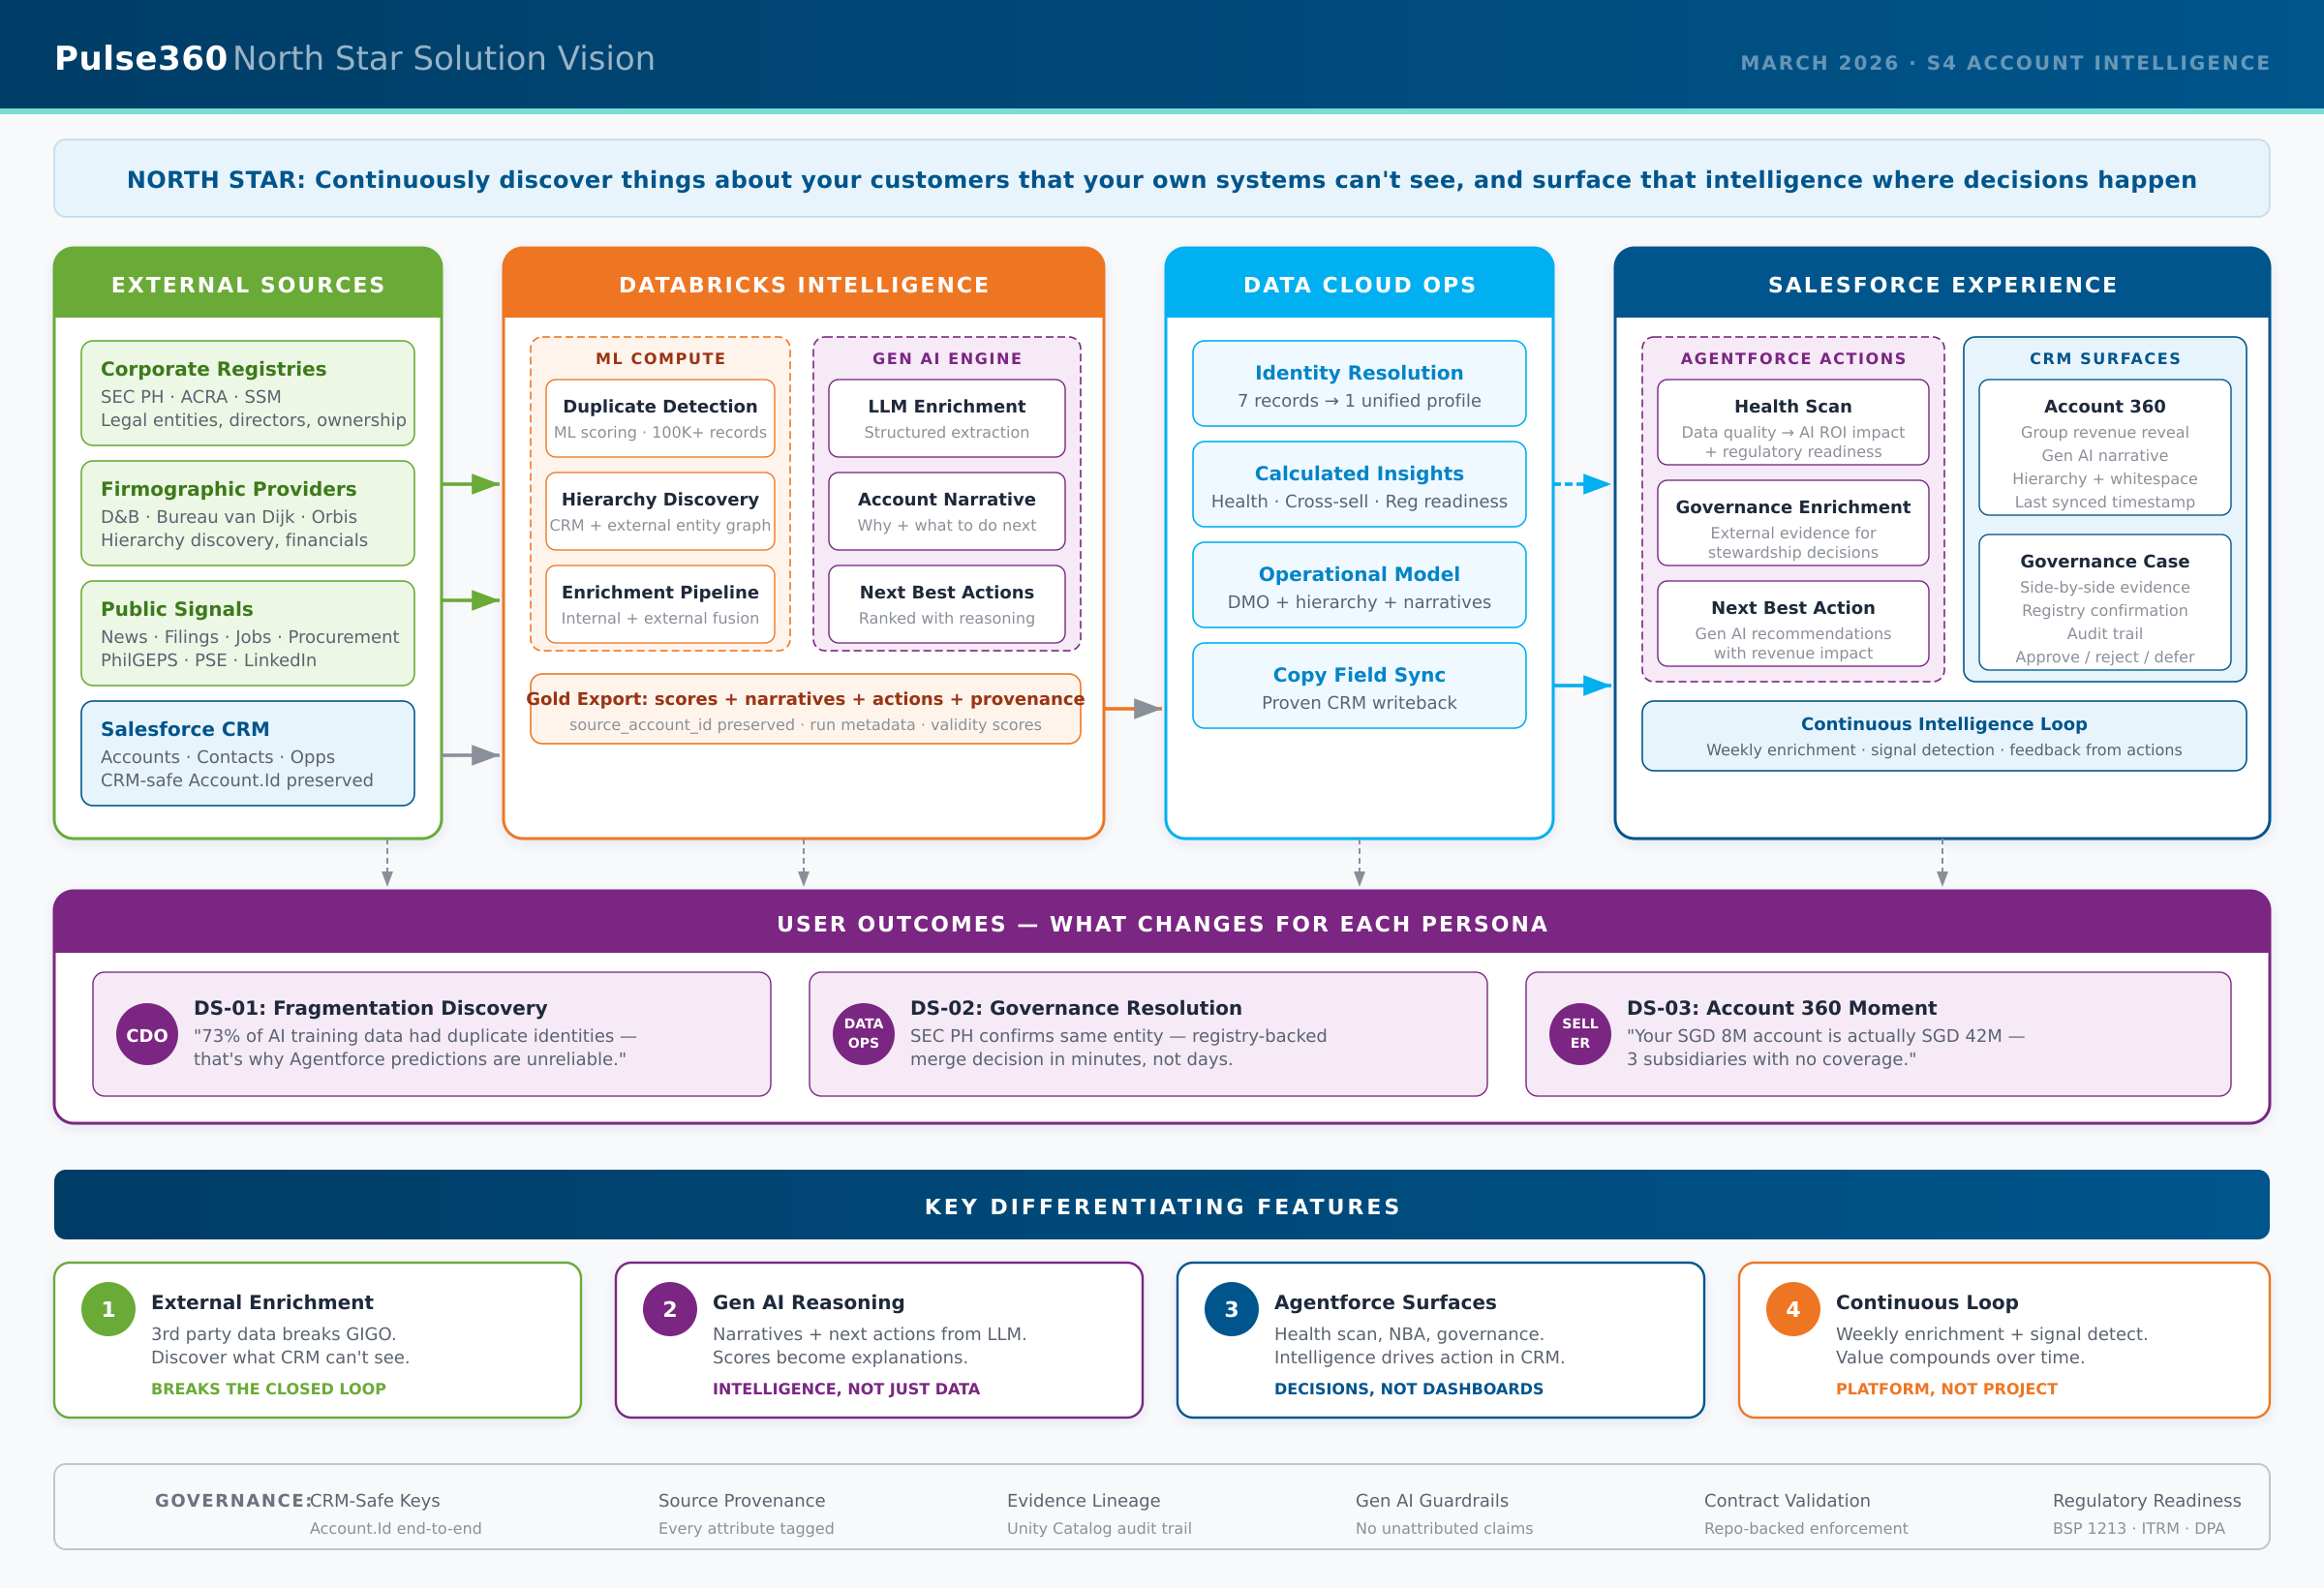 Pulse360 North Star Solution Vision
MARCH 2026 · S4 ACCOUNT INTELLIGENCE
NORTH STAR: Continuously discover things about your customers that your own systems can't see, and surface that intelligence where decisions happen
EXTERNAL SOURCES
Corporate Registries
SEC PH · ACRA · SSM
Legal entities, directors, ownership
Firmographic Providers
D&B · Bureau van Dijk · Orbis
Hierarchy discovery, financials
Public Signals
News · Filings · Jobs · Procurement
PhilGEPS · PSE · LinkedIn
Salesforce CRM
Accounts · Contacts · Opps
CRM-safe Account.Id preserved
DATABRICKS INTELLIGENCE
ML COMPUTE
Duplicate Detection
ML scoring · 100K+ records
Hierarchy Discovery
CRM + external entity graph
Enrichment Pipeline
Internal + external fusion
GEN AI ENGINE
LLM Enrichment
Structured extraction
Account Narrative
Why + what to do next
Next Best Actions
Ranked with reasoning
Gold Export: scores + narratives + actions + provenance
source_account_id preserved · run metadata · validity scores
DATA CLOUD OPS
Identity Resolution
7 records → 1 unified profile
Calculated Insights
Health · Cross-sell · Reg readiness
Operational Model
DMO + hierarchy + narratives
Copy Field Sync
Proven CRM writeback
SALESFORCE EXPERIENCE
AGENTFORCE ACTIONS
Health Scan
Data quality → AI ROI impact
+ regulatory readiness
Governance Enrichment
External evidence for
stewardship decisions
Next Best Action
Gen AI recommendations
with revenue impact
CRM SURFACES
Account 360
Group revenue reveal
Gen AI narrative
Hierarchy + whitespace
Last synced timestamp
Governance Case
Side-by-side evidence
Registry confirmation
Audit trail
Approve / reject / defer
Continuous Intelligence Loop
Weekly enrichment · signal detection · feedback from actions
USER OUTCOMES — WHAT CHANGES FOR EACH PERSONA
CDO
DS-01: Fragmentation Discovery
"73% of AI training data had duplicate identities —
that's why Agentforce predictions are unreliable."
DATA
OPS
DS-02: Governance Resolution
SEC PH confirms same entity — registry-backed
merge decision in minutes, not days.
SELL
ER
DS-03: Account 360 Moment
"Your SGD 8M account is actually SGD 42M —
3 subsidiaries with no coverage."
KEY DIFFERENTIATING FEATURES
1
External Enrichment
3rd party data breaks GIGO.
Discover what CRM can't see.
BREAKS THE CLOSED LOOP
2
Gen AI Reasoning
Narratives + next actions from LLM.
Scores become explanations.
INTELLIGENCE, NOT JUST DATA
3
Agentforce Surfaces
Health scan, NBA, governance.
Intelligence drives action in CRM.
DECISIONS, NOT DASHBOARDS
4
Continuous Loop
Weekly enrichment + signal detect.
Value compounds over time.
PLATFORM, NOT PROJECT
GOVERNANCE:
CRM-Safe Keys
Account.Id end-to-end
Source Provenance
Every attribute tagged
Evidence Lineage
Unity Catalog audit trail
Gen AI Guardrails
No unattributed claims
Contract Validation
Repo-backed enforcement
Regulatory Readiness
BSP 1213 · ITRM · DPA